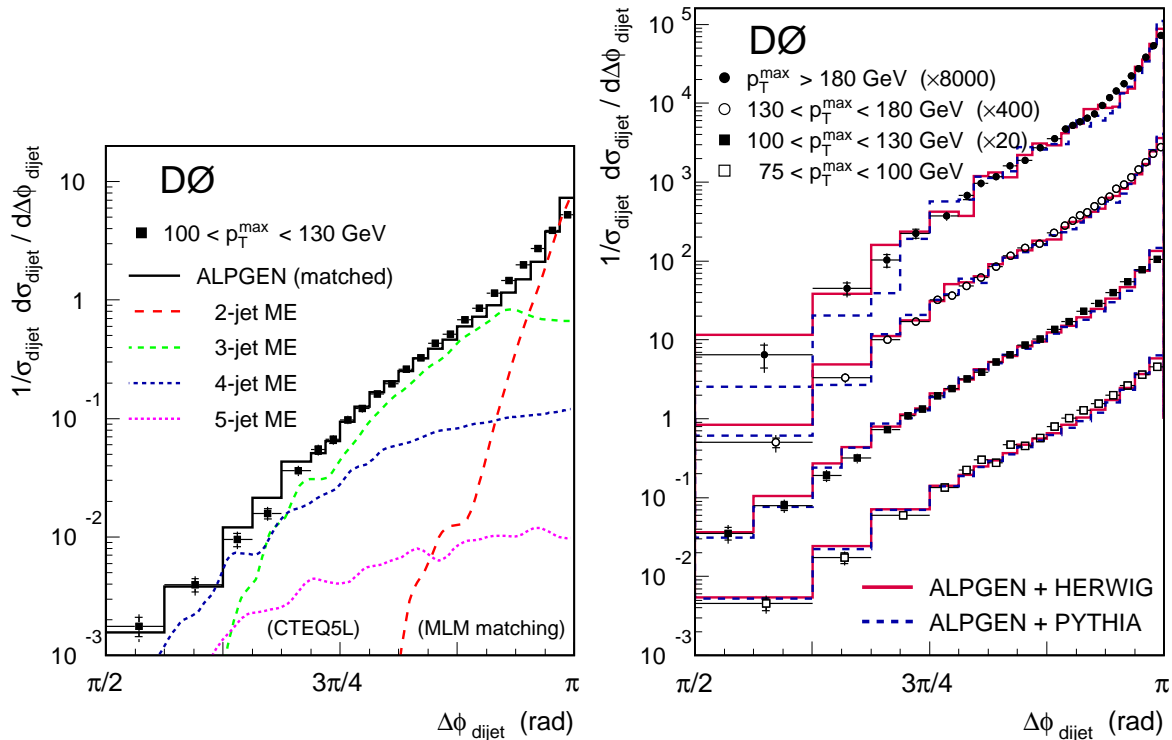 1/σ_dijet dσ_dijet / dΔφ_dijet
DØ
100 < p_T^max < 130 GeV
ALPGEN (matched)
2-jet ME
3-jet ME
4-jet ME
5-jet ME
(CTEQ5L)
(MLM matching)
10
1
10^-1
10^-2
10^-3
π/2
3π/4
π
Δφ_dijet (rad)
1/σ_dijet dσ_dijet / dΔφ_dijet
DØ
p_T^max > 180 GeV (×8000)
130 < p_T^max < 180 GeV (×400)
100 < p_T^max < 130 GeV (×20)
75 < p_T^max < 100 GeV
ALPGEN + HERWIG
ALPGEN + PYTHIA
10^5
10^4
10^3
10^2
10
1
10^-1
10^-2
10^-3
π/2
3π/4
π
Δφ_dijet (rad)